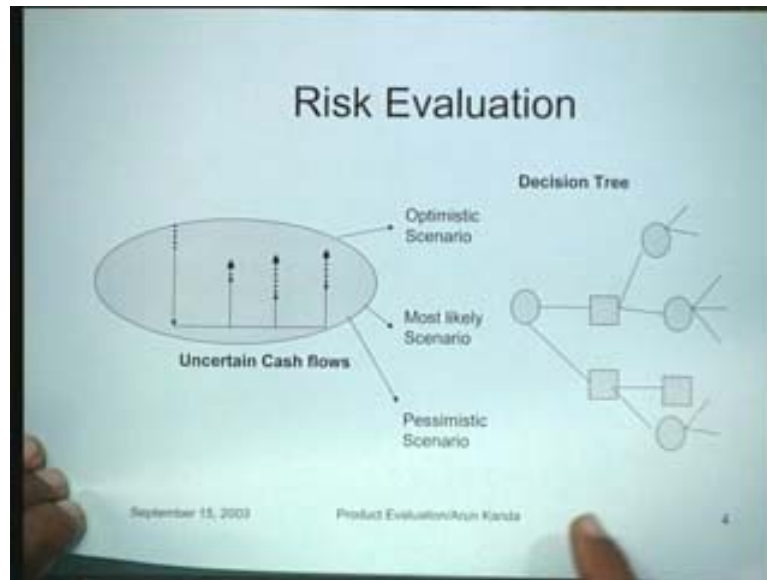 Risk Evaluation
Decision Tree
Optimistic
Scenario
Most likely
Scenario
Uncertain Cash flows
Pessimistic
Scenario
September 15, 2003
Product Evaluation/Arun Kanda
4